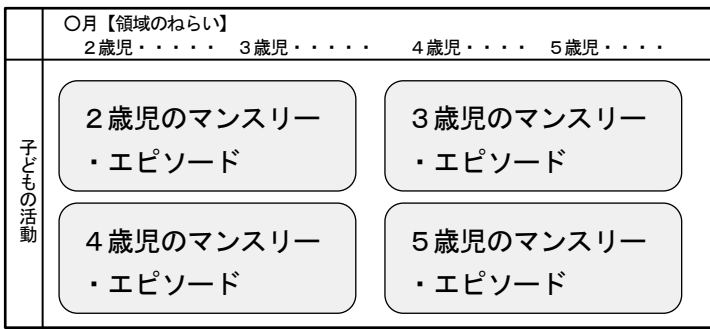 〇月【領域のねらい】
２歳児・・・・・　３歳児・・・・・　　４歳児・・・・　５歳児・・・・
子どもの活動
２歳児のマンスリー
・エピソード
３歳児のマンスリー
・エピソード
４歳児のマンスリー
・エピソード
５歳児のマンスリー
・エピソード